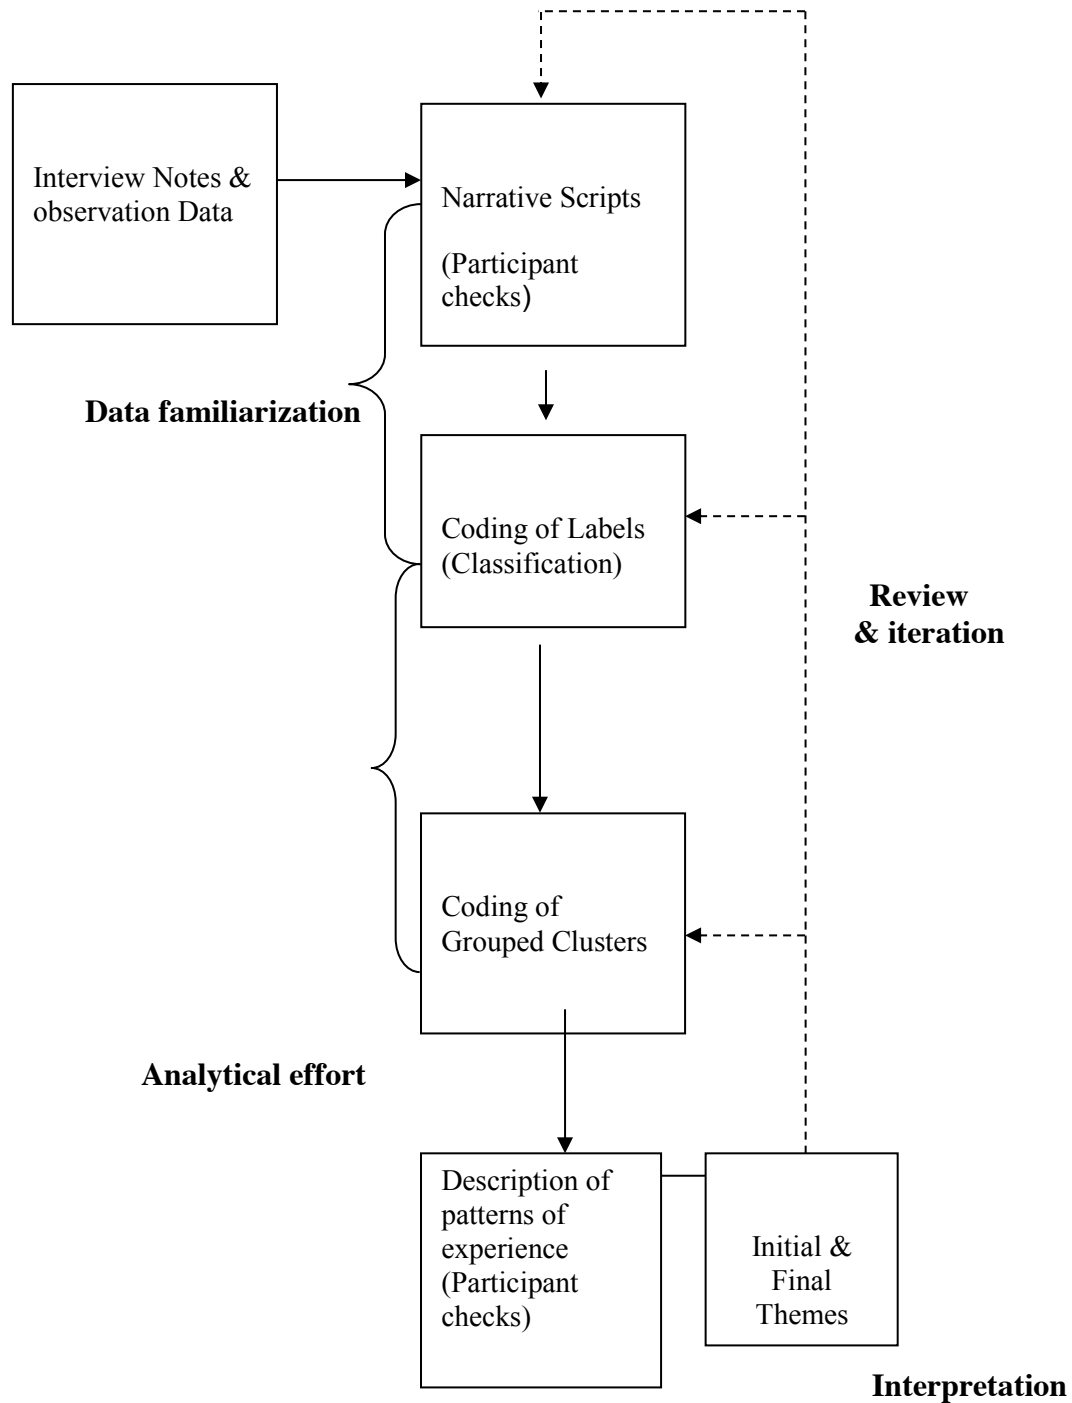 Interview Notes &
observation Data
Narrative Scripts
(Participant
checks)
Data familiarization
Coding of Labels
(Classification)
Review
& iteration
Coding of
Grouped Clusters
Analytical effort
Description of
patterns of
experience
(Participant
checks)
Initial &
Final
Themes
Interpretation